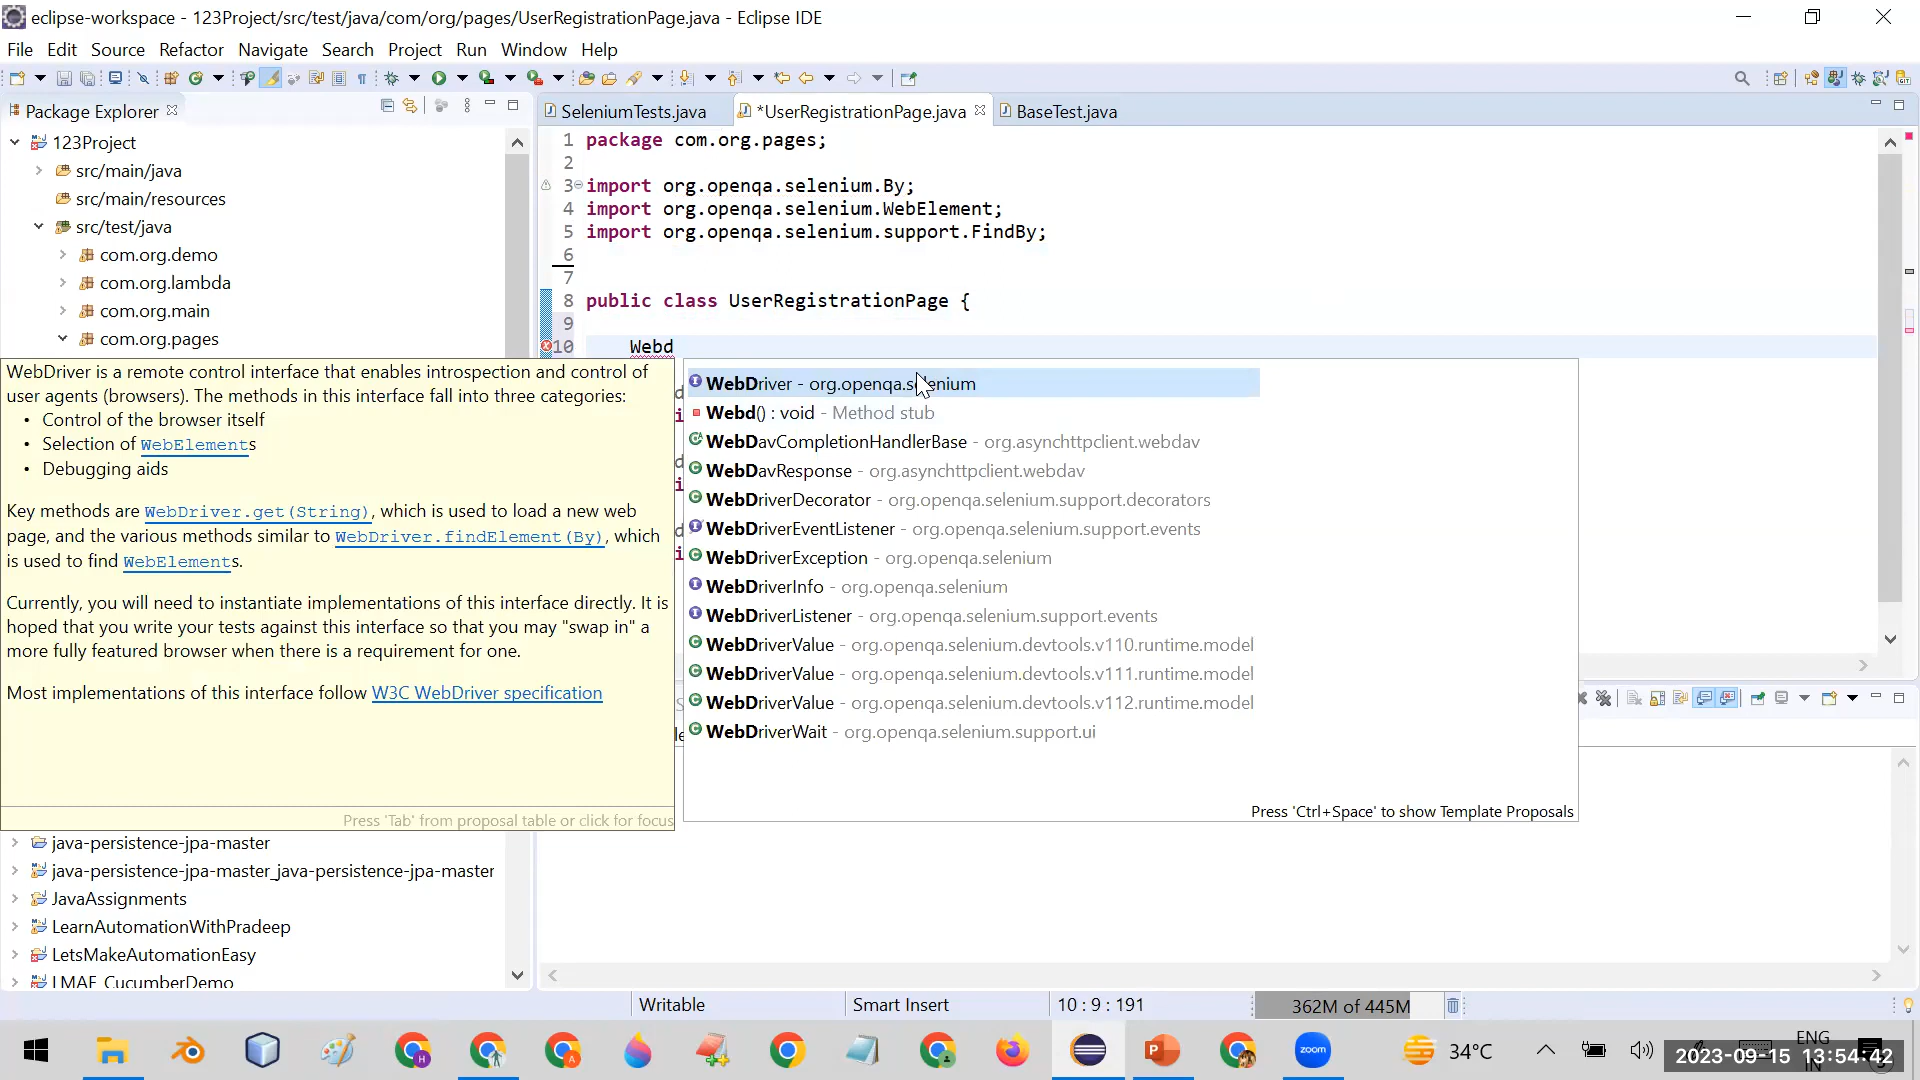 eclipse-workspace - 123Project/src/test/java/com/org/pages/UserRegistrationPage.java - Eclipse IDE
File Edit Source Refactor Navigate Search Project Run Window Help
Package Explorer
SeleniumTests.java
*UserRegistrationPage.java
BaseTest.java
123Project
src/main/java
src/main/resources
src/test/java
com.org.demo
com.org.lambda
com.org.main
com.org.pages
1 package com.org.pages;
2
3 import org.openqa.selenium.By;
4 import org.openqa.selenium.WebElement;
5 import org.openqa.selenium.support.FindBy;
6
7
8 public class UserRegistrationPage {
9
10 Webd
WebDriver is a remote control interface that enables introspection and control of
user agents (browsers). The methods in this interface fall into three categories:
• Control of the browser itself
• Selection of WebElements
• Debugging aids
Key methods are WebDriver.get(String), which is used to load a new web
page, and the various methods similar to WebDriver.findElement(By), which
is used to find WebElements.
Currently, you will need to instantiate implementations of this interface directly. It is
hoped that you write your tests against this interface so that you may "swap in" a
more fully featured browser when there is a requirement for one.
Most implementations of this interface follow W3C WebDriver specification
Press 'Tab' from proposal table or click for focus
WebDriver - org.openqa.selenium
Webd() : void - Method stub
WebDavCompletionHandlerBase - org.asynchttpclient.webdav
WebDavResponse - org.asynchttpclient.webdav
WebDriverDecorator - org.openqa.selenium.support.decorators
WebDriverEventListener - org.openqa.selenium.support.events
WebDriverException - org.openqa.selenium
WebDriverInfo - org.openqa.selenium
WebDriverListener - org.openqa.selenium.support.events
WebDriverValue - org.openqa.selenium.devtools.v110.runtime.model
WebDriverValue - org.openqa.selenium.devtools.v111.runtime.model
WebDriverValue - org.openqa.selenium.devtools.v112.runtime.model
WebDriverWait - org.openqa.selenium.support.ui
Press 'Ctrl+Space' to show Template Proposals
java-persistence-jpa-master
java-persistence-jpa-master_java-persistence-jpa-master
JavaAssignments
LearnAutomationWithPradeep
LetsMakeAutomationEasy
LMAE_CucumberDemo
Writable
Smart Insert
10 : 9 : 191
362M of 445M
zoom
34°C
ENG
IN
2023-09-15 13:54:42